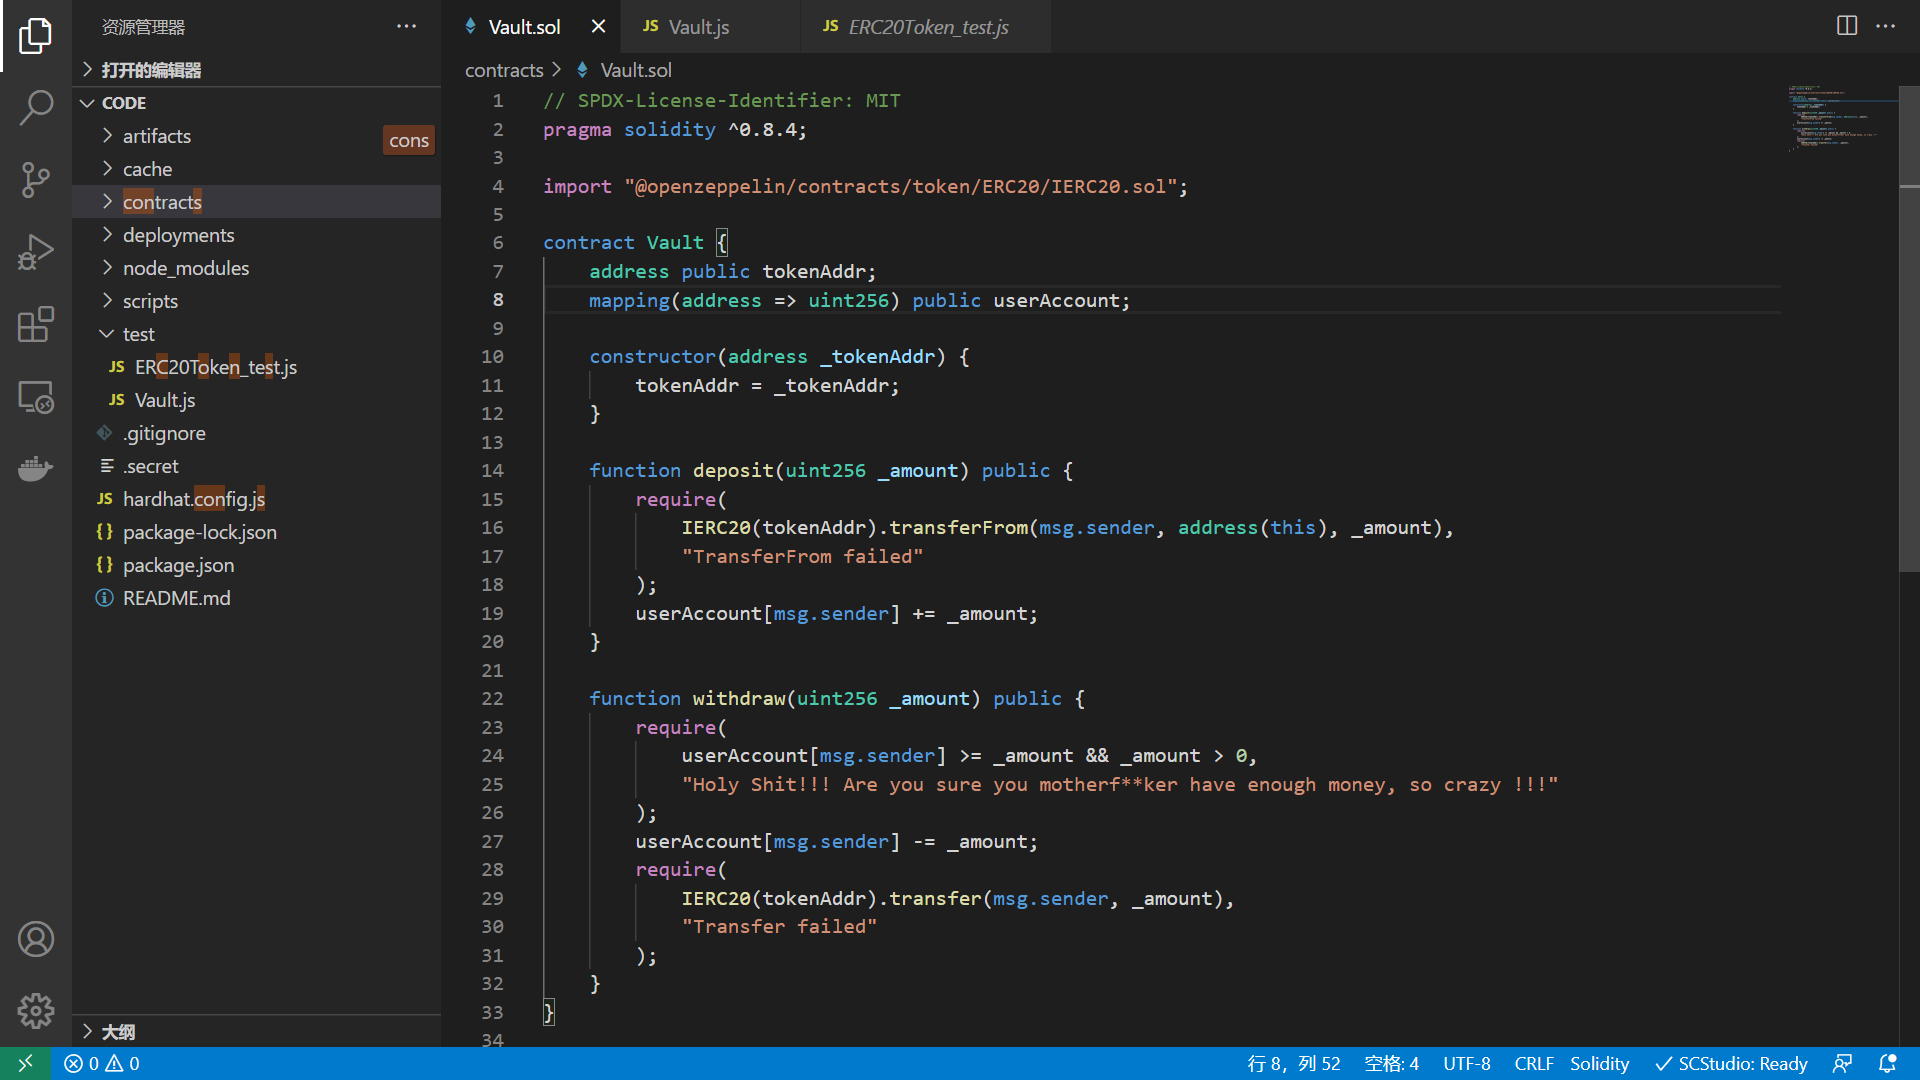 资源管理器
打开的编辑器
CODE
artifacts
cons
cache
contracts
deployments
node_modules
scripts
test
JS ERC20Token_test.js
JS Vault.js
.gitignore
.secret
JS hardhat.config.js
{} package-lock.json
{} package.json
README.md
大纲
Vault.sol
JS Vault.js
JS ERC20Token_test.js
contracts > Vault.sol
1 // SPDX-License-Identifier: MIT
2 pragma solidity ^0.8.4;
3
4 import "@openzeppelin/contracts/token/ERC20/IERC20.sol";
5
6 contract Vault {
7 address public tokenAddr;
8 mapping(address => uint256) public userAccount;
9
10 constructor(address _tokenAddr) {
11 tokenAddr = _tokenAddr;
12 }
13
14 function deposit(uint256 _amount) public {
15 require(
16 IERC20(tokenAddr).transferFrom(msg.sender, address(this), _amount),
17 "TransferFrom failed"
18 );
19 userAccount[msg.sender] += _amount;
20 }
21
22 function withdraw(uint256 _amount) public {
23 require(
24 userAccount[msg.sender] >= _amount && _amount > 0,
25 "Holy Shit!!! Are you sure you motherf**ker have enough money, so crazy !!!"
26 );
27 userAccount[msg.sender] -= _amount;
28 require(
29 IERC20(tokenAddr).transfer(msg.sender, _amount),
30 "Transfer failed"
31 );
32 }
33 }
34
0 0
行 8，列 52
空格: 4
UTF-8
CRLF
Solidity
SCStudio: Ready